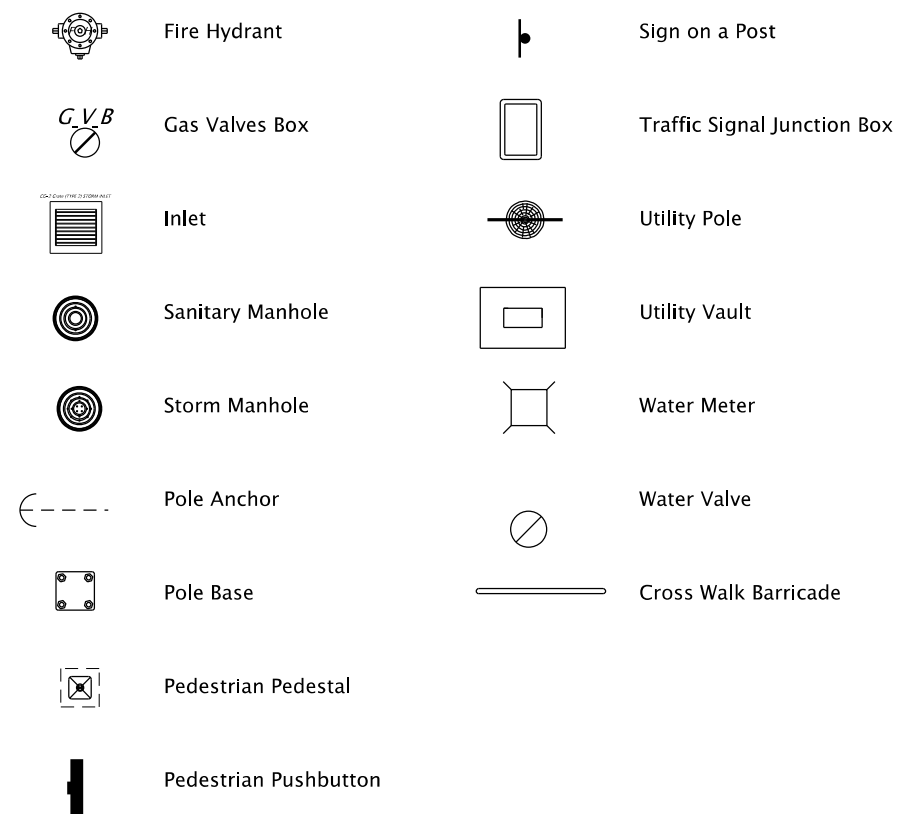 Fire Hydrant
G V B
Gas Valves Box
Inlet
Sanitary Manhole
Storm Manhole
Pole Anchor
Pole Base
Pedestrian Pedestal
Pedestrian Pushbutton
Sign on a Post
Traffic Signal Junction Box
Utility Pole
Utility Vault
Water Meter
Water Valve
Cross Walk Barricade